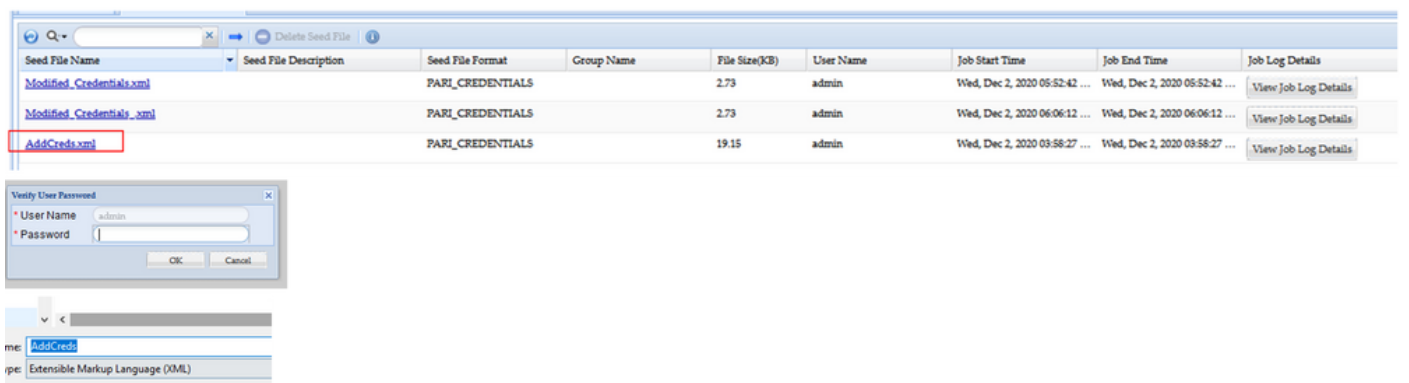 Delete Seed File
Seed File Name Seed File Description Seed File Format Group Name File Size(KB) User Name Job Start Time Job End Time Job Log Details
Modified_Credentials.xml PARI_CREDENTIALS 2.73 admin Wed, Dec 2, 2020 05:52:42 ... Wed, Dec 2, 2020 05:52:42 ... View Job Log Details
Modified_Credentials_.xml PARI_CREDENTIALS 2.73 admin Wed, Dec 2, 2020 06:06:12 ... Wed, Dec 2, 2020 06:06:12 ... View Job Log Details
AddCreds.xml PARI_CREDENTIALS 19.15 admin Wed, Dec 2, 2020 03:58:27 ... Wed, Dec 2, 2020 03:58:27 ... View Job Log Details
Verify User Password
* User Name admin
* Password
OK Cancel
me: AddCreds
ype: Extensible Markup Language (XML)